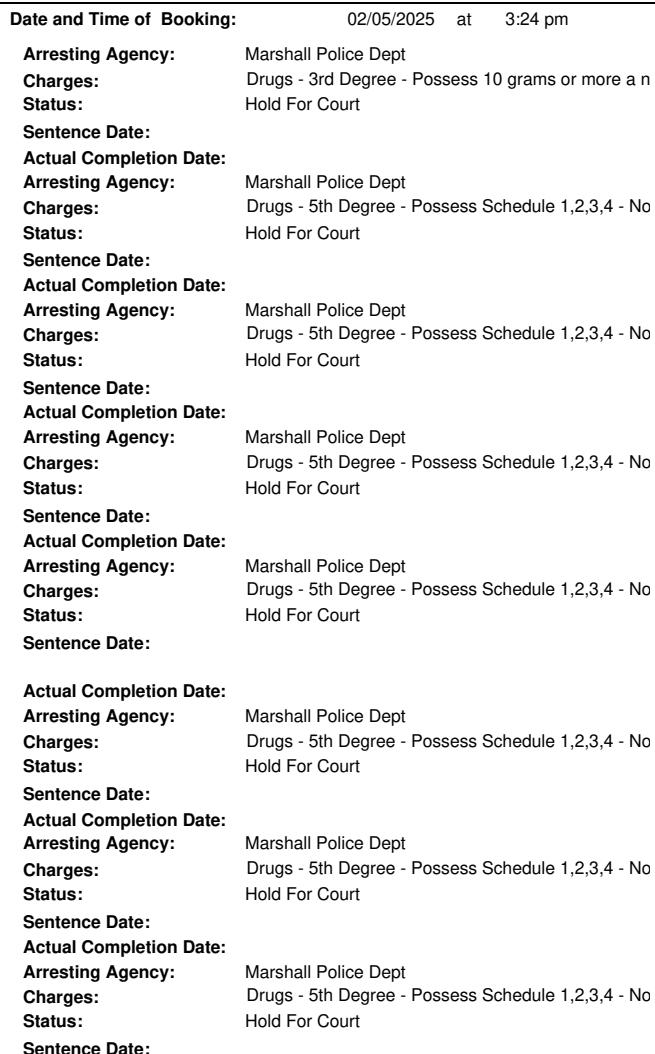 Date and Time of Booking: 02/05/2025 at 3:24 pm
Arresting Agency: Marshall Police Dept
Charges: Drugs - 3rd Degree - Possess 10 grams or more a n
Status: Hold For Court
Sentence Date:
Actual Completion Date:
Arresting Agency: Marshall Police Dept
Charges: Drugs - 5th Degree - Possess Schedule 1,2,3,4 - No
Status: Hold For Court
Sentence Date:
Actual Completion Date:
Arresting Agency: Marshall Police Dept
Charges: Drugs - 5th Degree - Possess Schedule 1,2,3,4 - No
Status: Hold For Court
Sentence Date:
Actual Completion Date:
Arresting Agency: Marshall Police Dept
Charges: Drugs - 5th Degree - Possess Schedule 1,2,3,4 - No
Status: Hold For Court
Sentence Date:
Actual Completion Date:
Arresting Agency: Marshall Police Dept
Charges: Drugs - 5th Degree - Possess Schedule 1,2,3,4 - No
Status: Hold For Court
Sentence Date:
Actual Completion Date:
Arresting Agency: Marshall Police Dept
Charges: Drugs - 5th Degree - Possess Schedule 1,2,3,4 - No
Status: Hold For Court
Sentence Date:
Actual Completion Date:
Arresting Agency: Marshall Police Dept
Charges: Drugs - 5th Degree - Possess Schedule 1,2,3,4 - No
Status: Hold For Court
Sentence Date:
Actual Completion Date:
Arresting Agency: Marshall Police Dept
Charges: Drugs - 5th Degree - Possess Schedule 1,2,3,4 - No
Status: Hold For Court
Sentence Date: